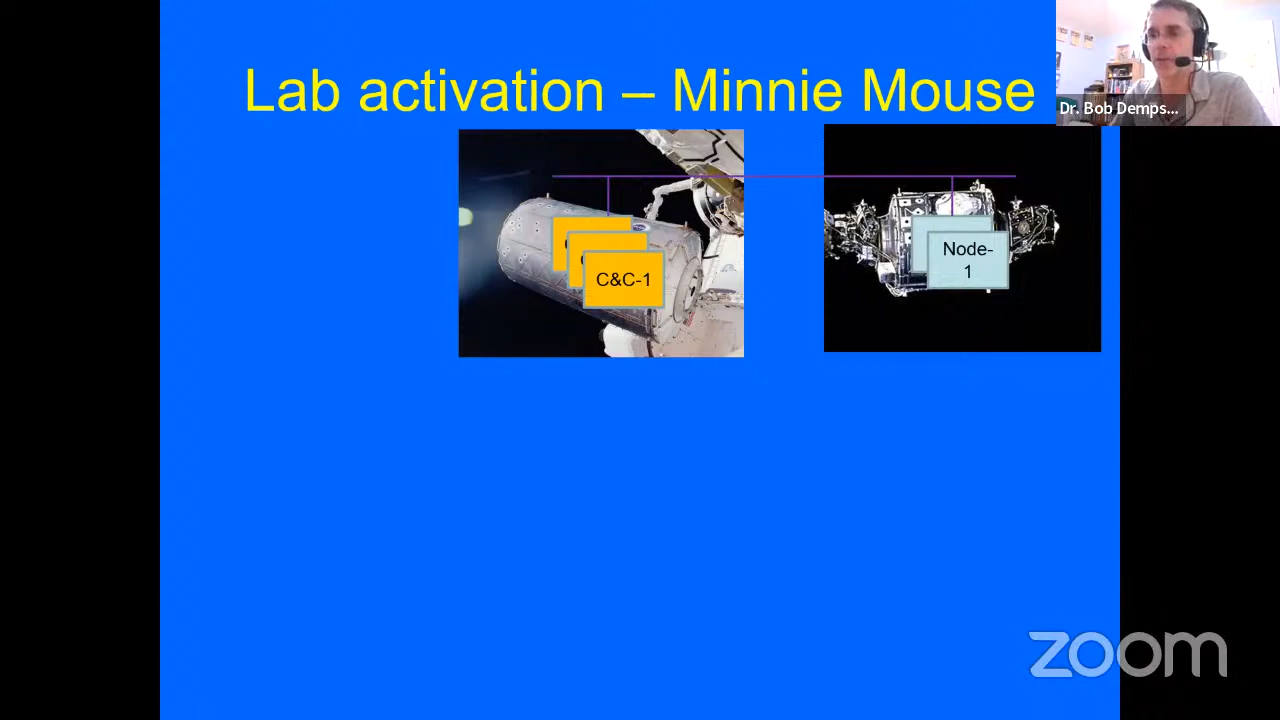 Lab activation – Minnie Mouse
Dr. Bob Demps...
C&C-1
Node-
1
zoom